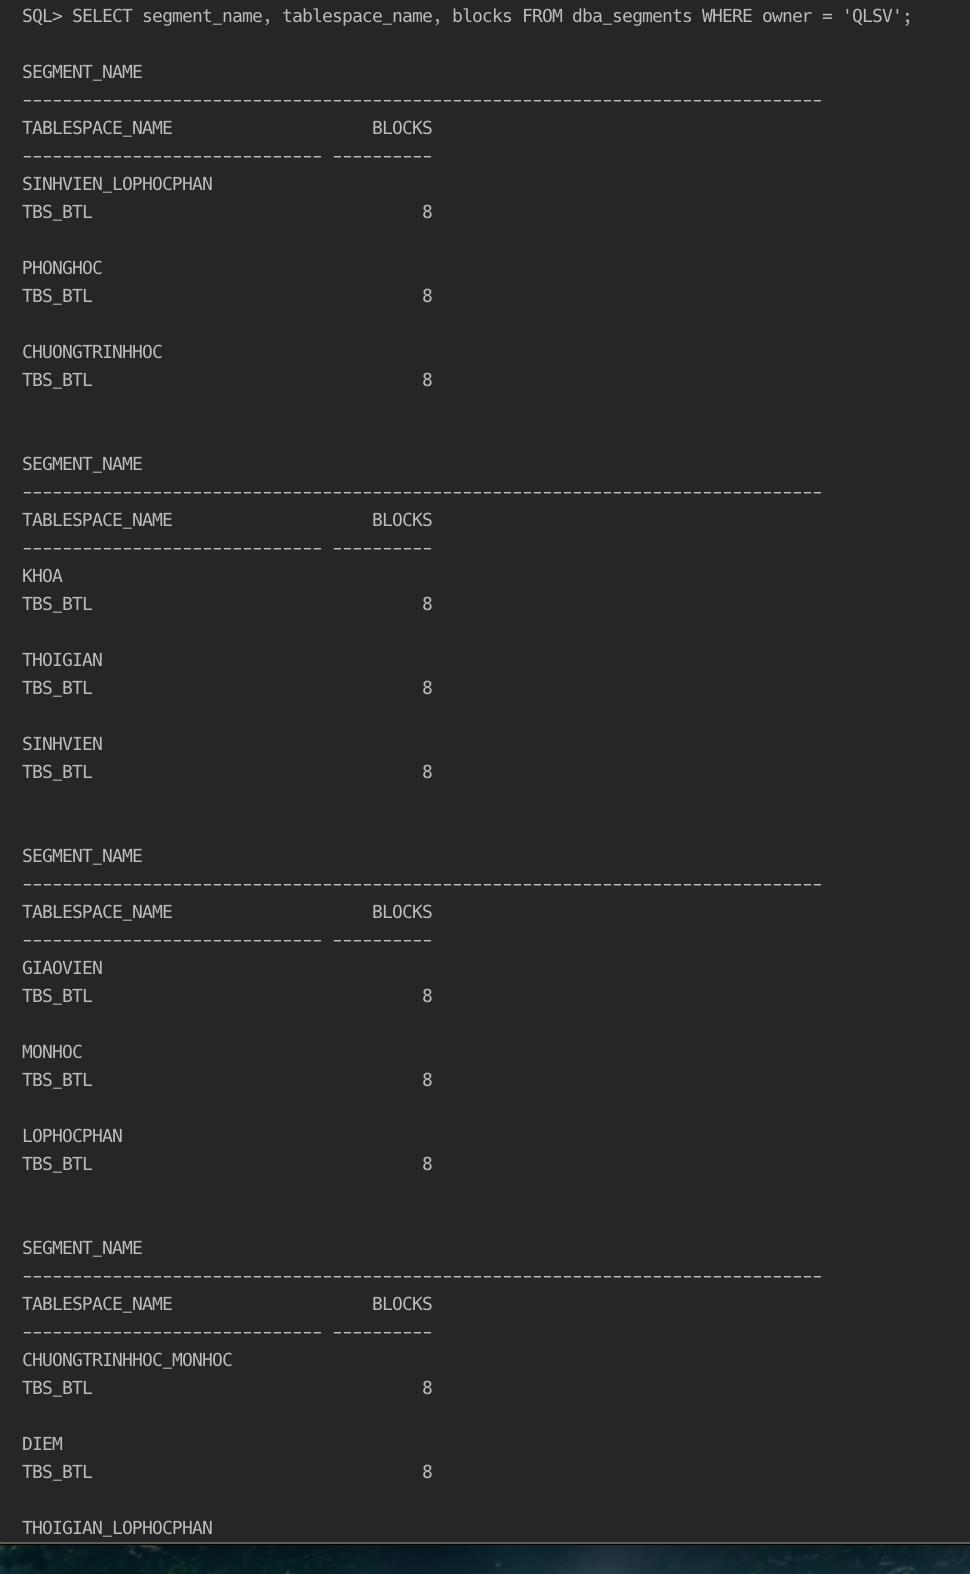 SQL> SELECT segment_name, tablespace_name, blocks FROM dba_segments WHERE owner = 'QLSV';
SEGMENT_NAME
--------------------------------------------------------------------------------
TABLESPACE_NAME                    BLOCKS
------------------------------ ----------
SINHVIEN_LOPHOCPHAN
TBS_BTL                                 8
PHONGHOC
TBS_BTL                                 8
CHUONGTRINHHOC
TBS_BTL                                 8
SEGMENT_NAME
--------------------------------------------------------------------------------
TABLESPACE_NAME                    BLOCKS
------------------------------ ----------
KHOA
TBS_BTL                                 8
THOIGIAN
TBS_BTL                                 8
SINHVIEN
TBS_BTL                                 8
SEGMENT_NAME
--------------------------------------------------------------------------------
TABLESPACE_NAME                    BLOCKS
------------------------------ ----------
GIAOVIEN
TBS_BTL                                 8
MONHOC
TBS_BTL                                 8
LOPHOCPHAN
TBS_BTL                                 8
SEGMENT_NAME
--------------------------------------------------------------------------------
TABLESPACE_NAME                    BLOCKS
------------------------------ ----------
CHUONGTRINHHOC_MONHOC
TBS_BTL                                 8
DIEM
TBS_BTL                                 8
THOIGIAN_LOPHOCPHAN